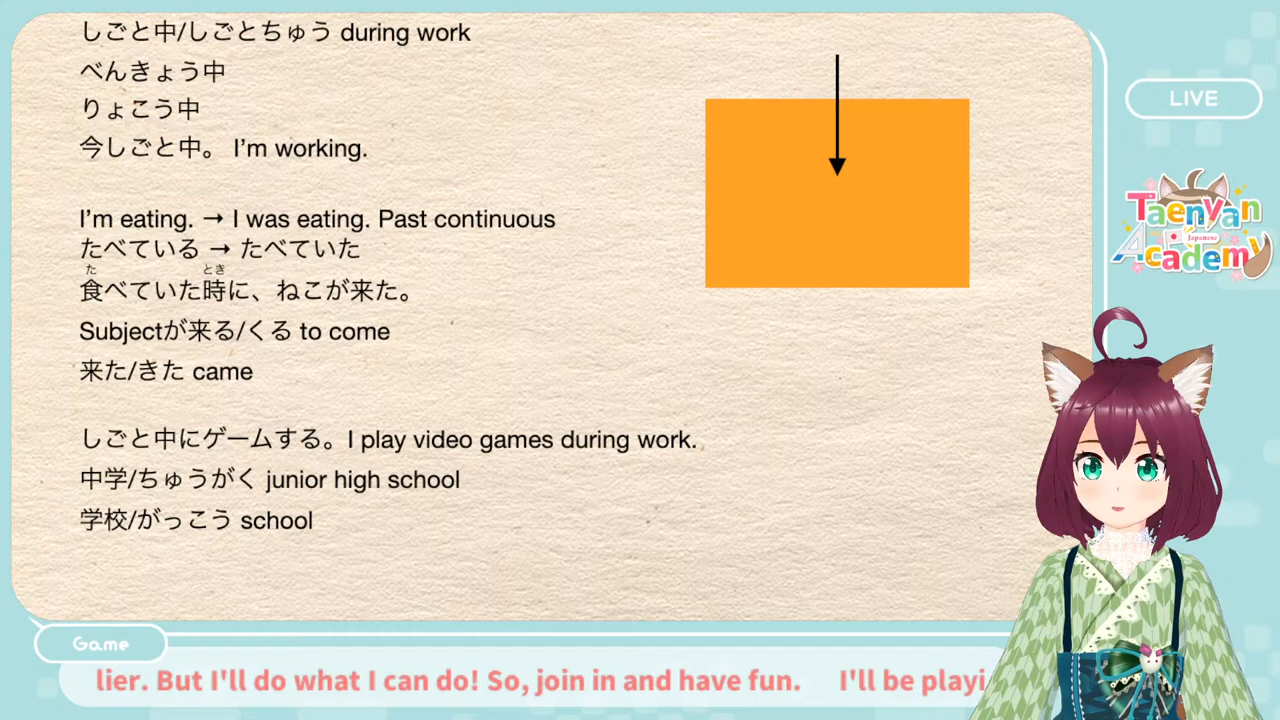 しごと中/しごとちゅう during work
べんきょう中
りょこう中
今しごと中。 I’m working.
I’m eating. → I was eating. Past continuous
たべている → たべていた
た とき
食べていた時に、ねこが来た。
Subjectが来る/くる to come
来た/きた came
しごと中にゲームする。I play video games during work.
中学/ちゅうがく junior high school
学校/がっこう school
LIVE
Taenyan
Japanese
Academy
Game
lier. But I'll do what I can do! So, join in and have fun. I'll be playi